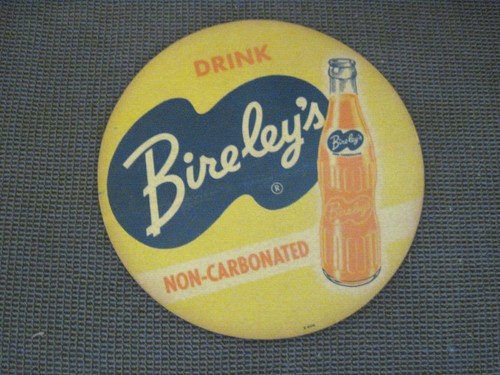 DRINK
Bireley's
®
Bireley's
Bireley's
NON-CARBONATED